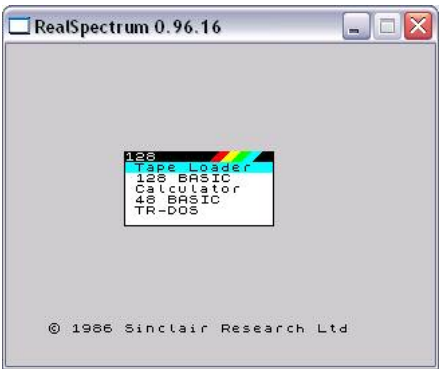 RealSpectrum 0.96.16
128
Tape Loader
128 BASIC
Calculator
48 BASIC
TR-DOS
© 1986 Sinclair Research Ltd